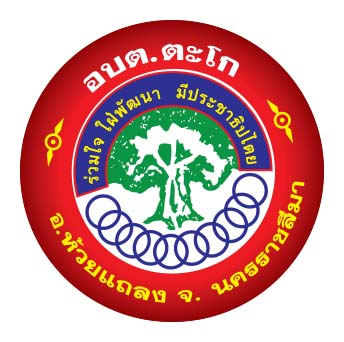 อบต.ตะโก
ร่วมใจ ใฝ่พัฒนา มีประชาธิปไตย
อ.ห้วยแถลง จ. นครราชสีมา